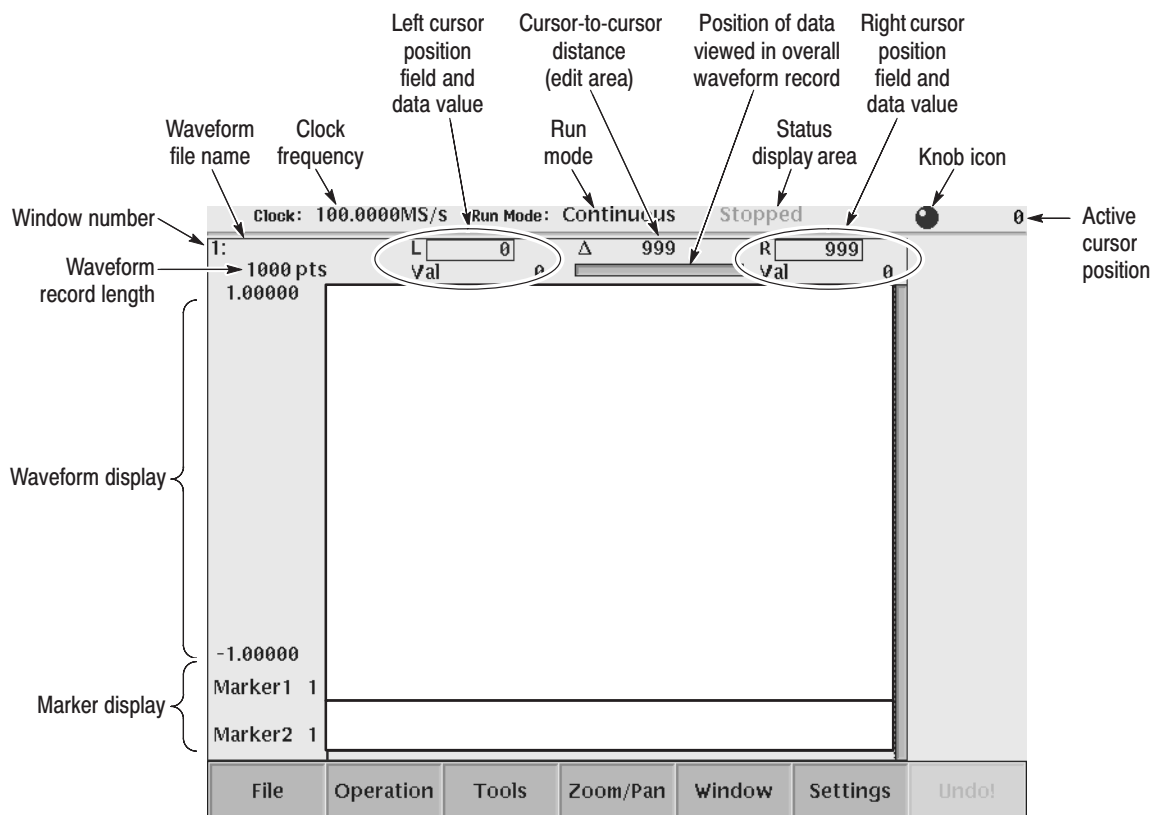 Left cursor position field and data value
Cursor-to-cursor distance (edit area)
Position of data viewed in overall waveform record
Right cursor position field and data value
Waveform file name
Clock frequency
Run mode
Status display area
Knob icon
Window number
Waveform record length
Active cursor position
Waveform display
Marker display
Clock: 100.0000MS/s Run Mode: Continuous Stopped 0
1: L 0 Δ 999 R 999
1000 pts Val 0 Val 0
1.00000
-1.00000
Marker1 1
Marker2 1
File Operation Tools Zoom/Pan Window Settings Undo!